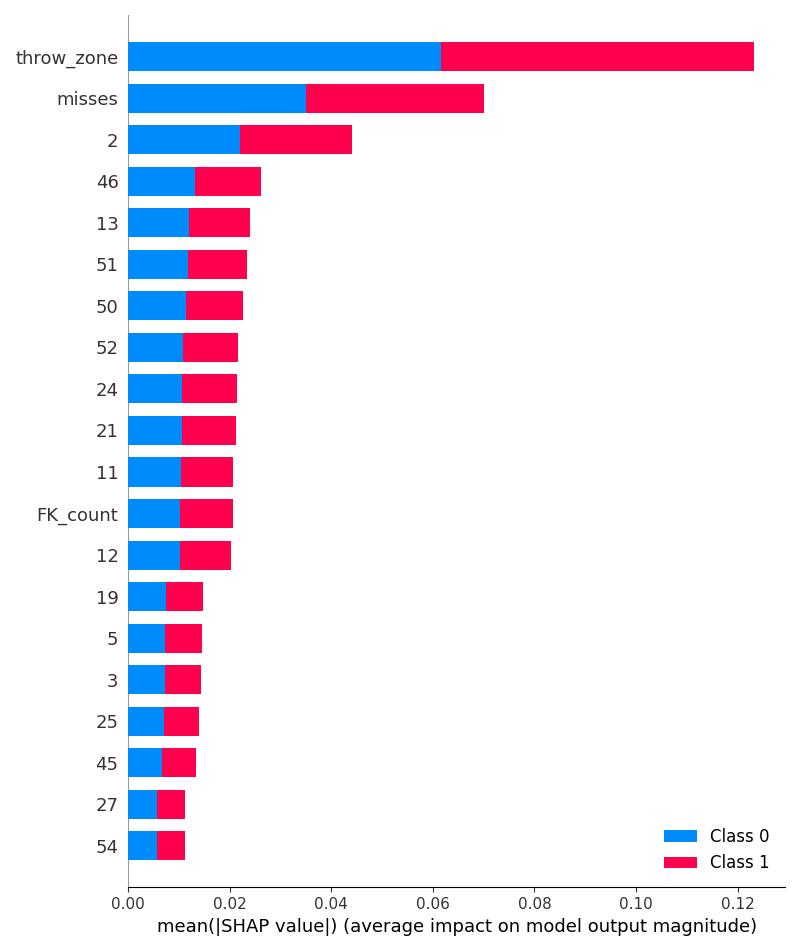 throw_zone
misses
2
46
13
51
50
52
24
21
11
FK_count
12
19
5
3
25
45
27
54
Class 0
Class 1
0.00 0.02 0.04 0.06 0.08 0.10 0.12
mean(|SHAP value|) (average impact on model output magnitude)